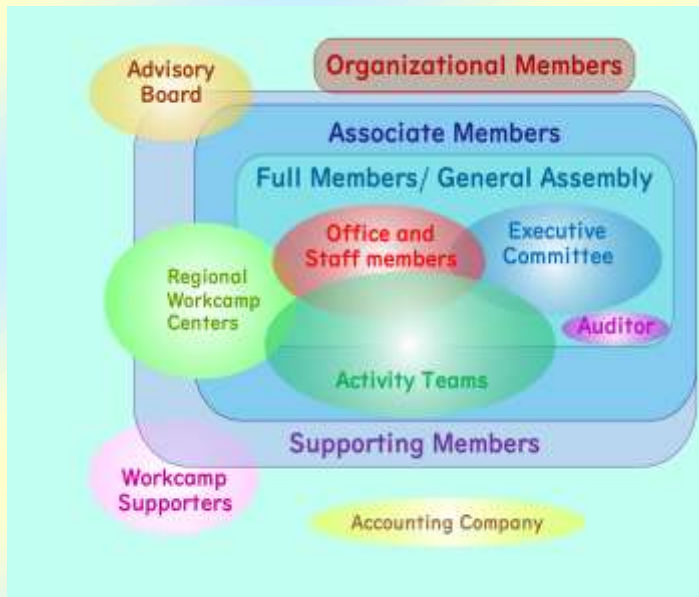 Advisory
Board
Organizational Members
Associate Members
Full Members/ General Assembly
Office and
Staff members
Executive
Committee
Regional
Workcamp
Centers
Auditor
Activity Teams
Supporting Members
Workcamp
Supporters
Accounting Company